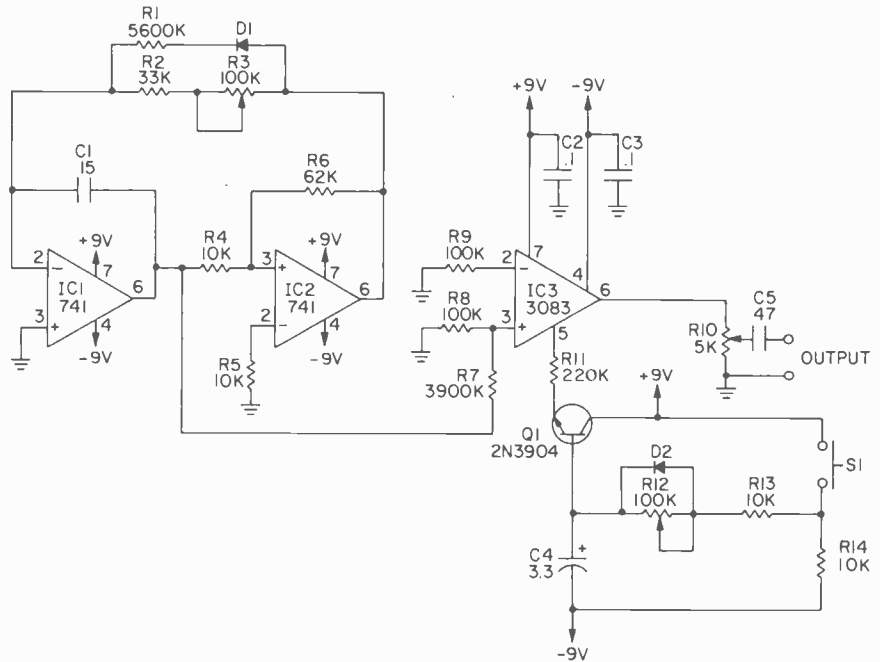 R1
5600K
D1
R2
33K
R3
100K
C1
15
R6
62K
+9V
-9V
C2
.1
C3
.1
R4
10K
R9
100K
+9V
2
-
7
IC1
741
6
3
+
4
-9V
+9V
3
+
7
IC2
741
6
2
-
4
-9V
R5
10K
R8
100K
R7
3900K
2
-
7
4
IC3
3083
6
3
+
5
R11
220K
R10
5K
C5
47
OUTPUT
+9V
Q1
2N3904
D2
R12
100K
R13
10K
S1
C4
3.3
+
R14
10K
-9V